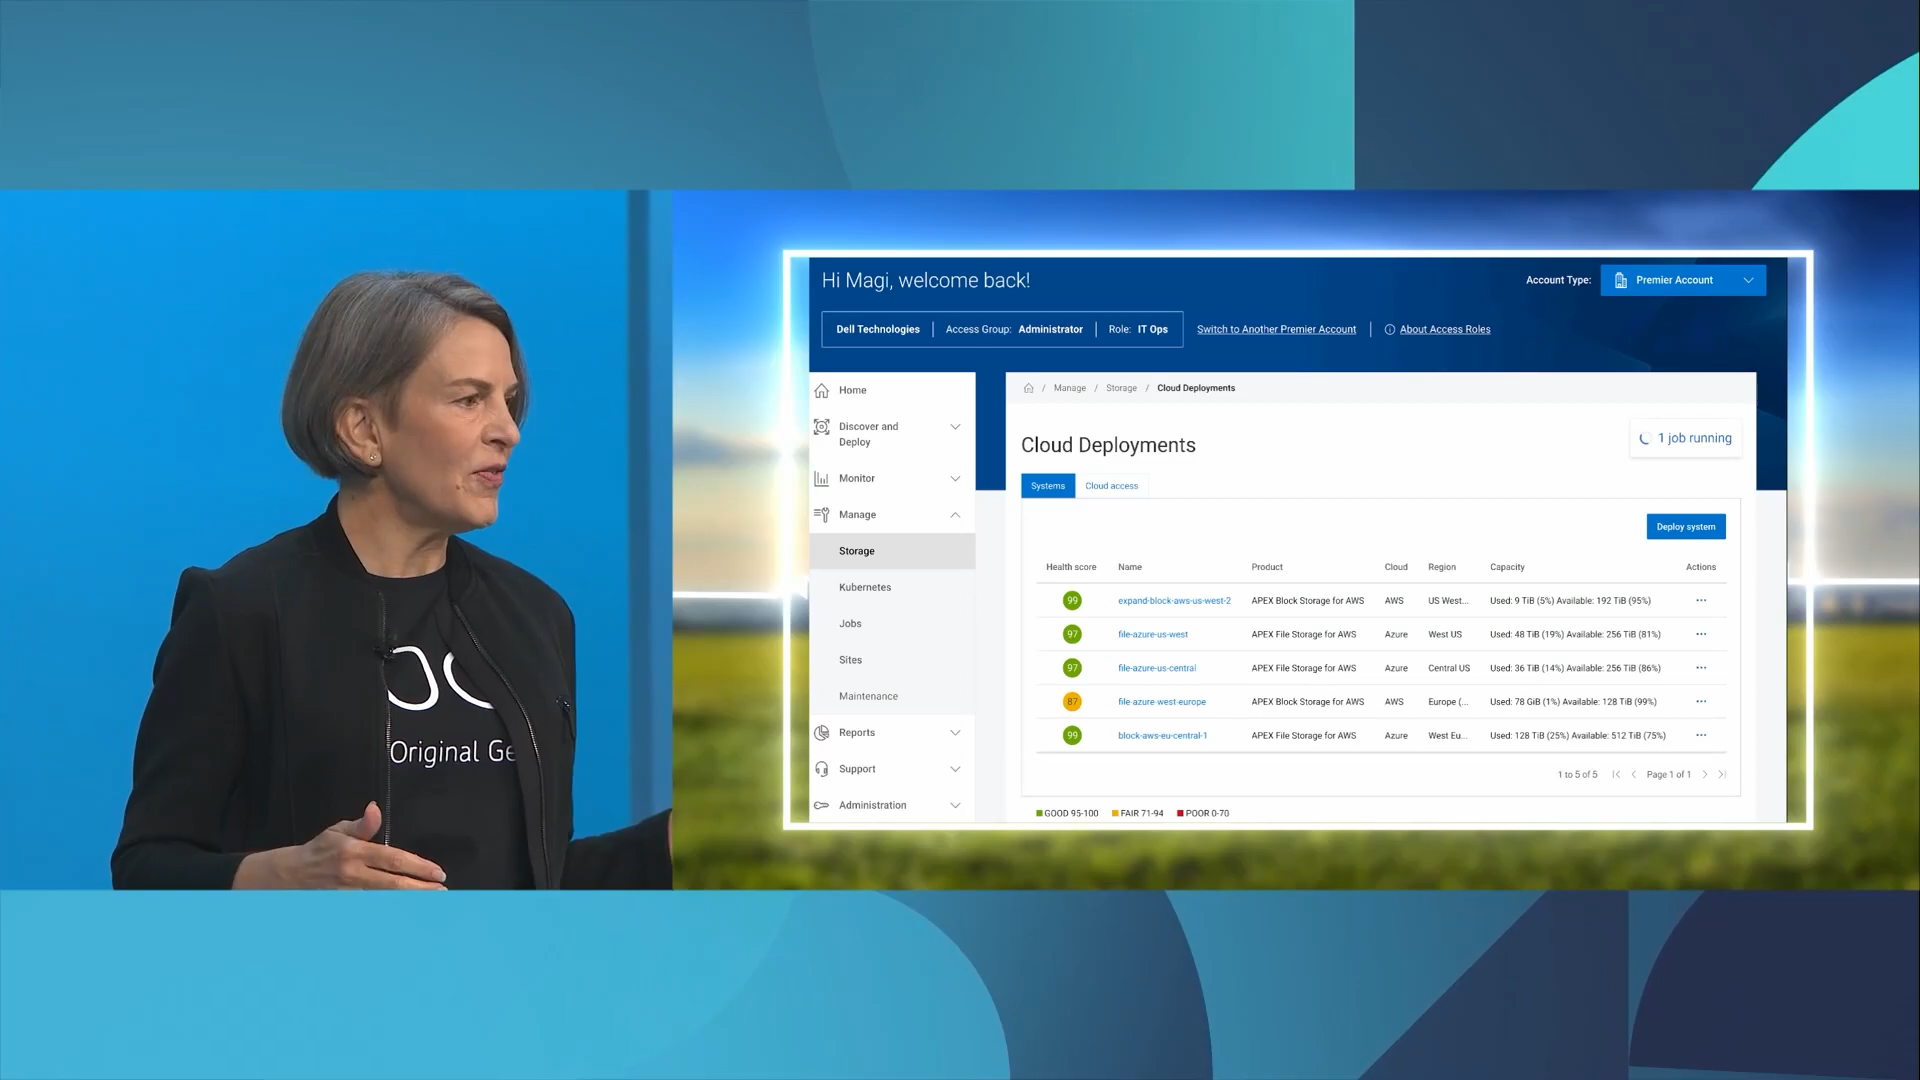 Hi Magi, welcome back!
Account Type: Premier Account
Dell Technologies Access Group: Administrator Role: IT Ops Switch to Another Premier Account About Access Roles
Home
Discover and
Deploy
Monitor
Manage
Storage
Kubernetes
Jobs
Sites
Maintenance
Reports
Support
Administration
/ Manage / Storage / Cloud Deployments
Cloud Deployments
1 job running
Systems Cloud access
Deploy system
Health score Name Product Cloud Region Capacity Actions
99 expand-block-aws-us-west-2 APEX Block Storage for AWS AWS US West... Used: 9 TiB (5%) Available: 192 TiB (95%) ...
97 file-azure-us-west APEX File Storage for AWS Azure West US Used: 48 TiB (19%) Available: 256 TiB (81%) ...
97 file-azure-us-central APEX File Storage for AWS Azure Central US Used: 36 TiB (14%) Available: 256 TiB (86%) ...
87 file-azure-west-europe APEX Block Storage for AWS AWS Europe (... Used: 78 GiB (1%) Available: 128 TiB (99%) ...
99 block-aws-eu-central-1 APEX File Storage for AWS Azure West Eu... Used: 128 TiB (25%) Available: 512 TiB (75%) ...
1 to 5 of 5 Page 1 of 1
GOOD 95-100 FAIR 71-94 POOR 0-70
Original Ge